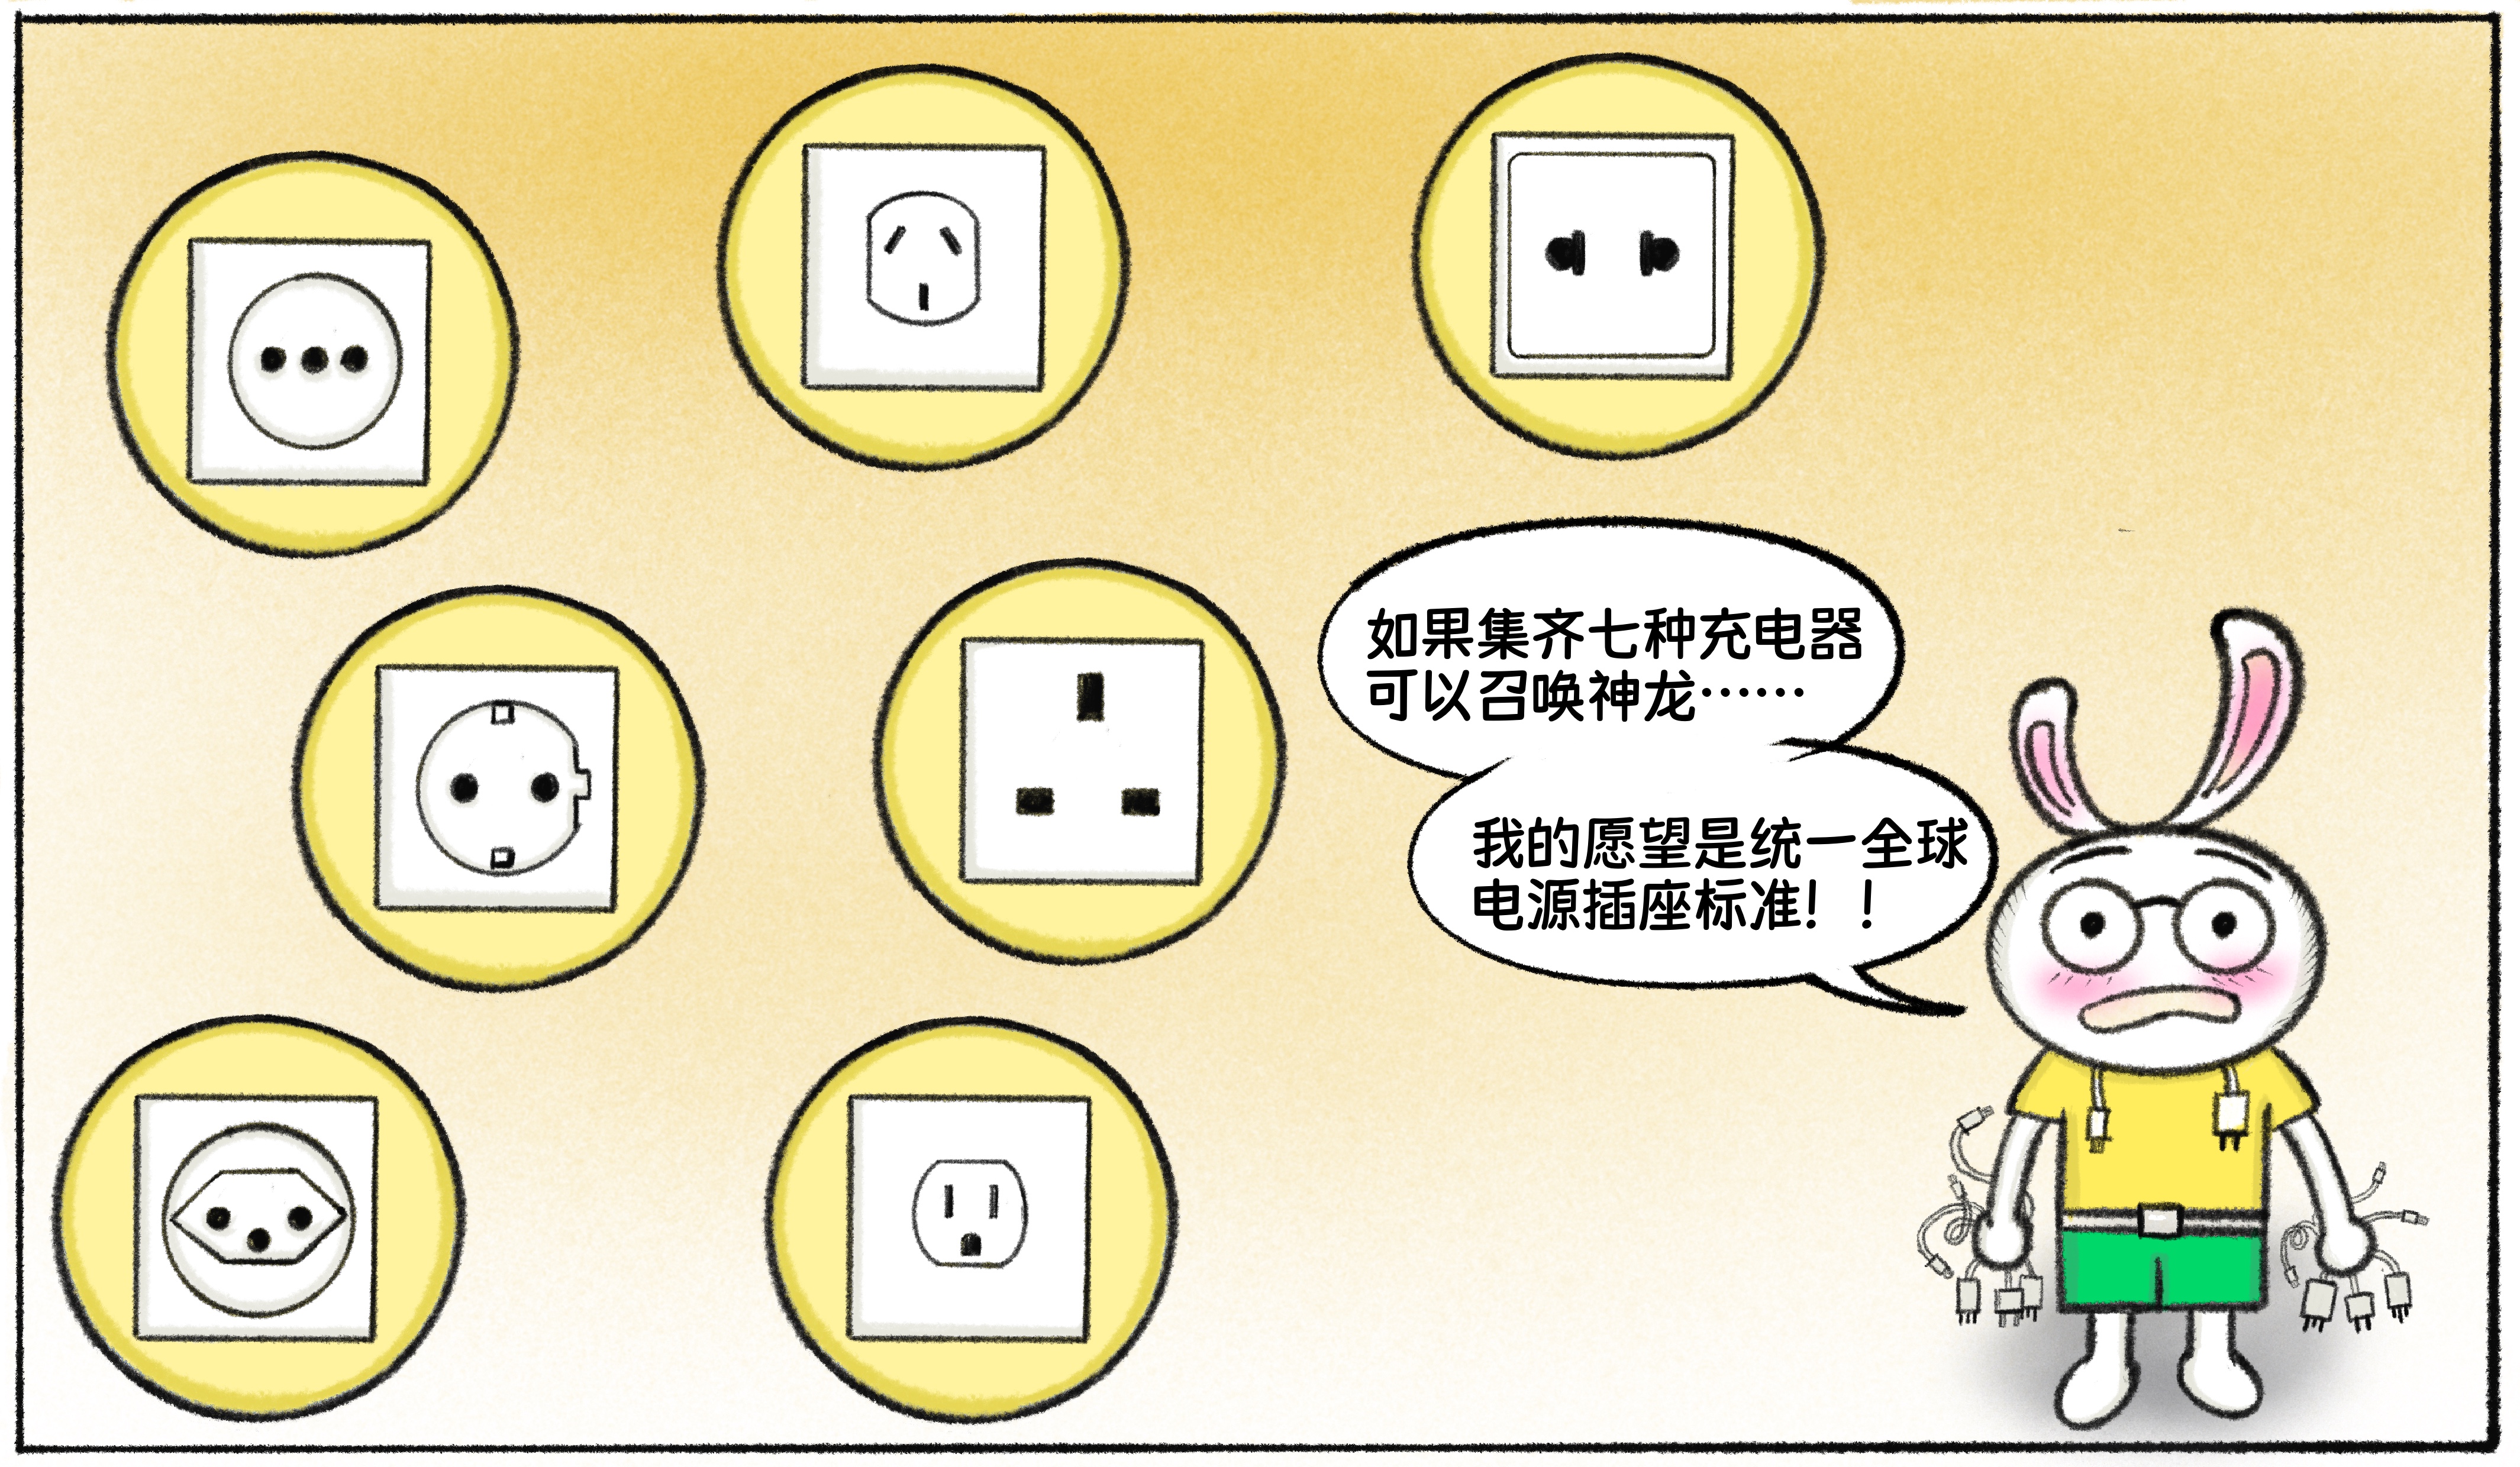 如果集齐七种充电器
可以召唤神龙……
我的愿望是统一全球
电源插座标准！！